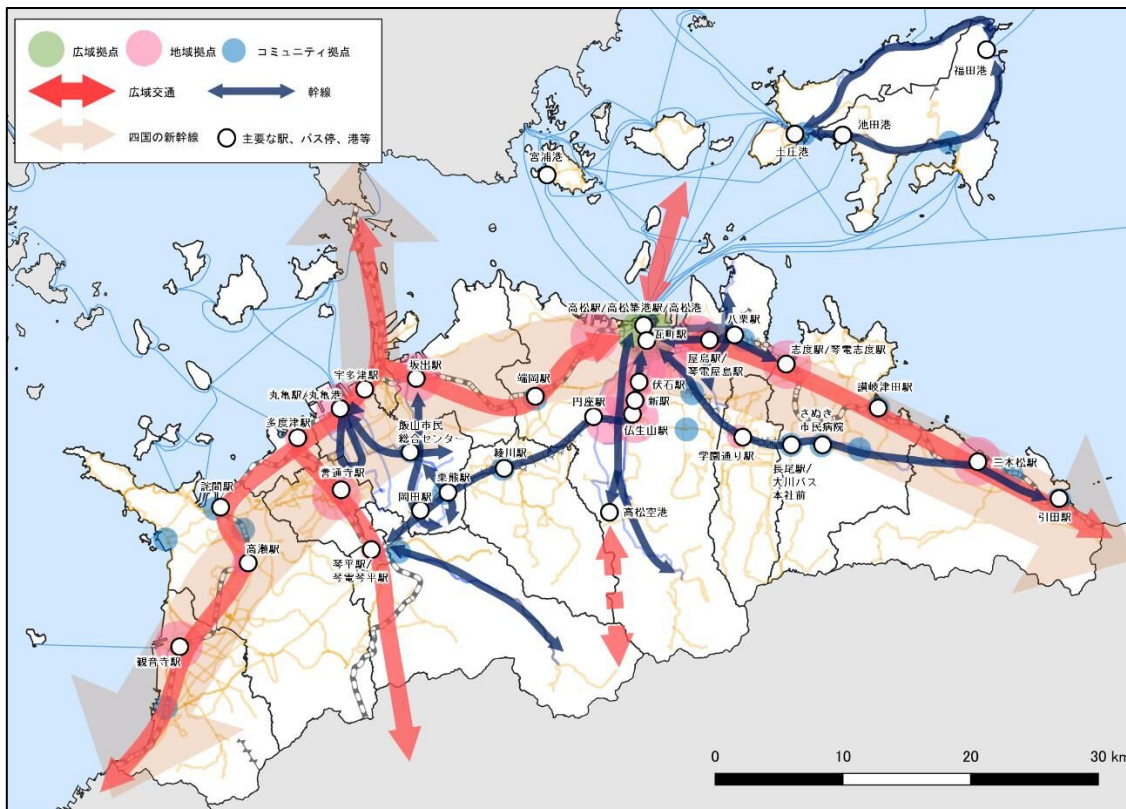 広域拠点
地域拠点
コミュニティ拠点
広域交通
幹線
四国の新幹線
主要な駅、バス停、港等
福田港
池田港
土庄港
宮浦港
高松駅/高松築港駅/高松港
瓦町駅
八栗駅
屋島駅/
琴電屋島駅
志度駅/琴電志度駅
讃岐津田駅
宇多津駅
坂出駅
端岡駅
伏石駅
新駅
円座駅
仏生山駅
丸亀駅/丸亀港
多度津駅
飯山市民
総合センター
綾川駅
栗熊駅
岡田駅
善通寺駅
さぬき
市民病院
学園通り駅
長尾駅/
大川バス
本社前
三本松駅
引田駅
詫間駅
高瀬駅
琴平駅/
琴電琴平駅
高松空港
観音寺駅
0
10
20
30 km